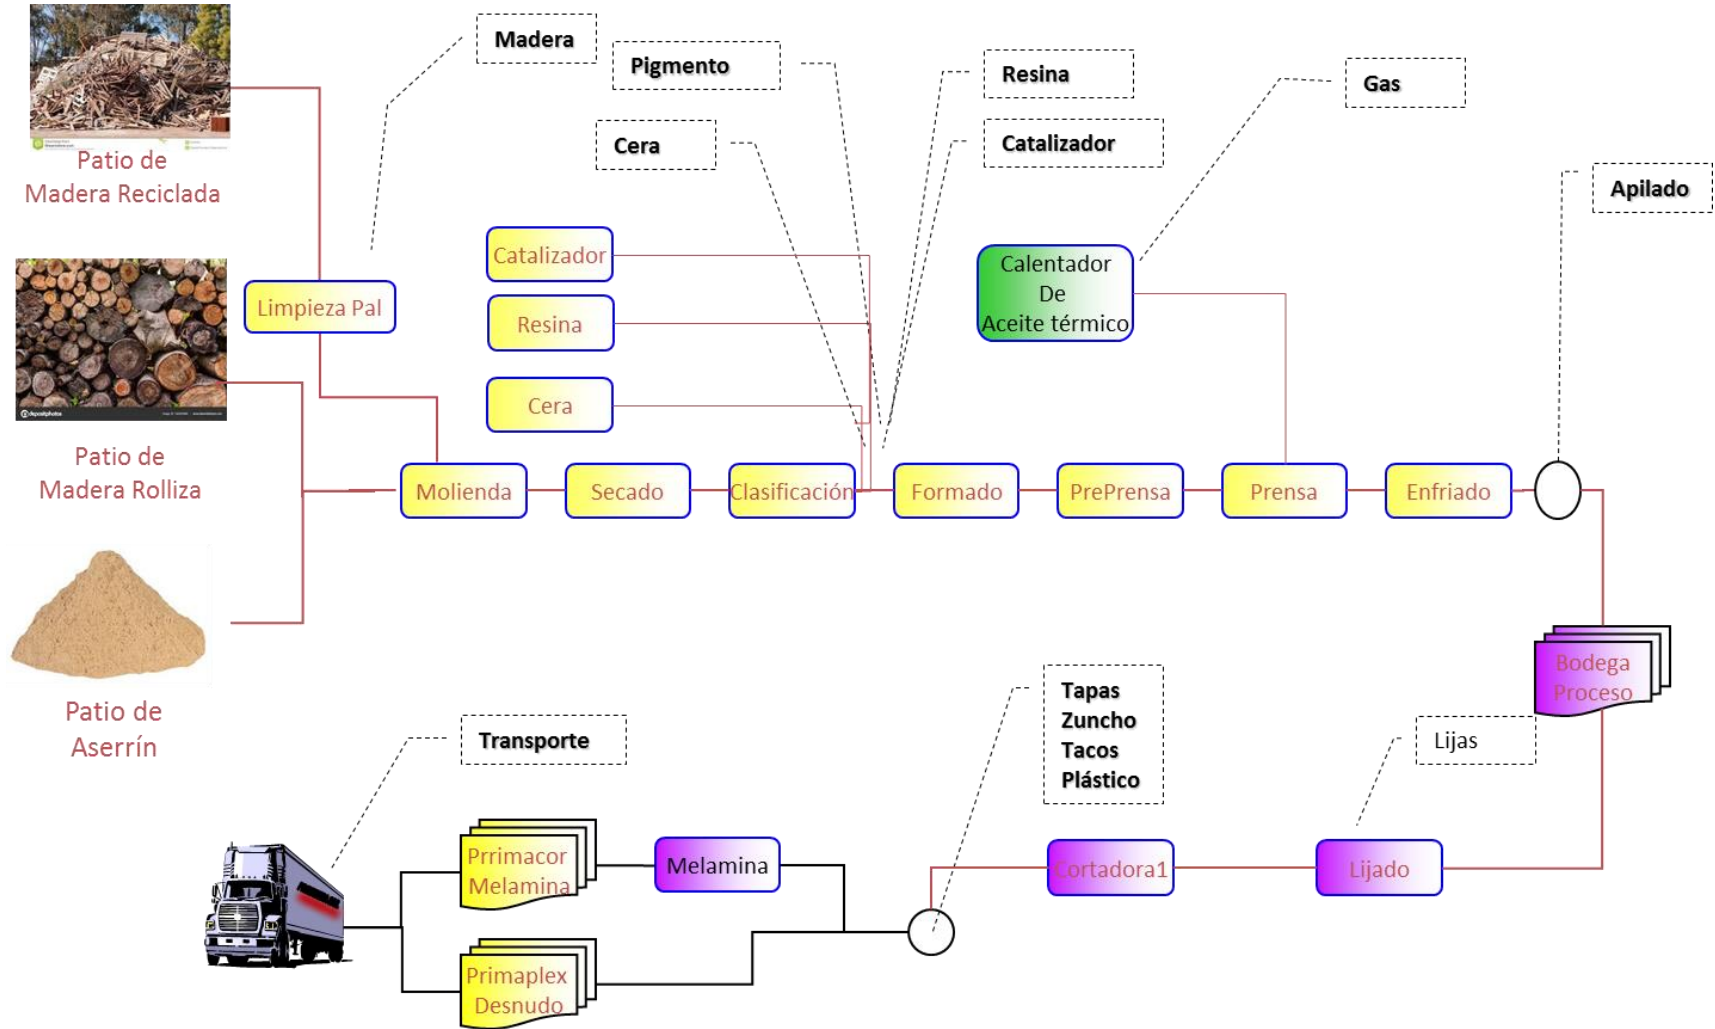 Madera
Pigmento
Resina
Gas
Cera
Catalizador
Apilado
Patio de
Madera Reciclada
Catalizador
Calentador
De
Aceite térmico
Limpieza Pal
Resina
Cera
depositphotos
Patio de
Madera Rolliza
Molienda
Secado
Clasificación
Formado
PrePrensa
Prensa
Enfriado
Bodega
Proceso
Patio de
Aserrín
Tapas
Zuncho
Tacos
Plástico
Lijas
Transporte
Prrimacor
Melamina
Melamina
Cortadora1
Lijado
Primaplex
Desnudo